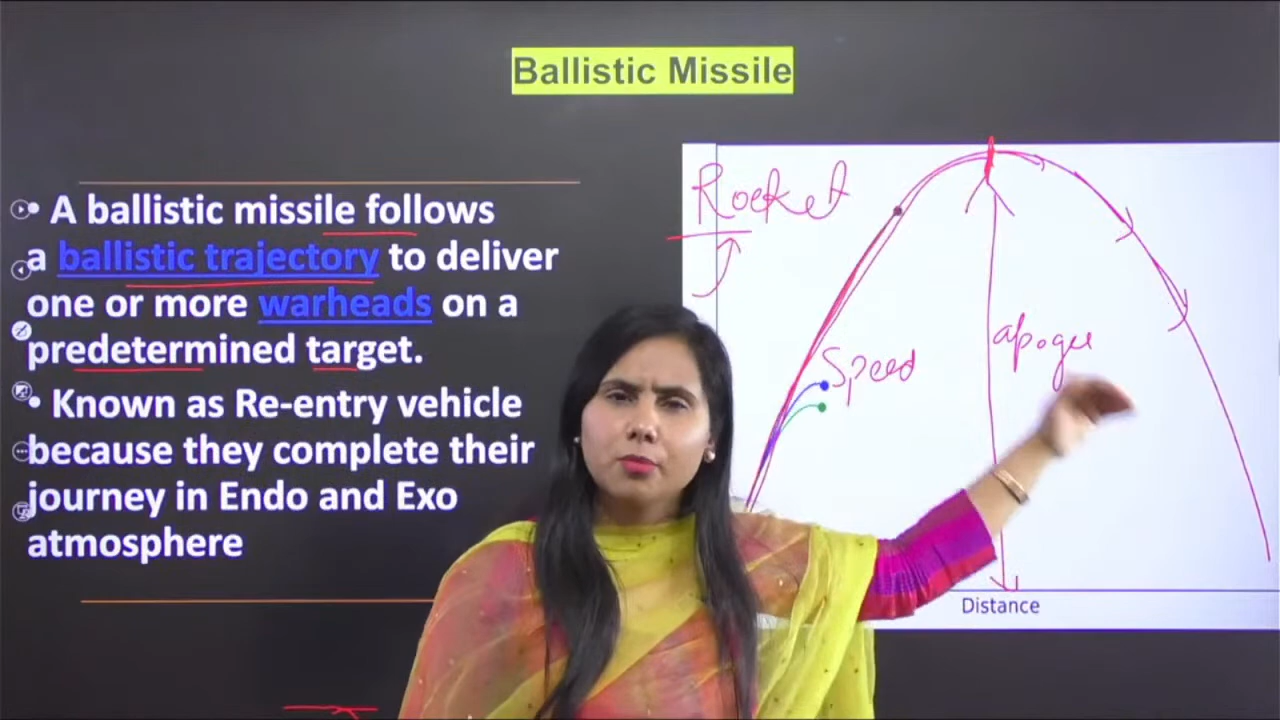 Ballistic Missile
• A ballistic missile follows
a ballistic trajectory to deliver
one or more warheads on a
predetermined target.
• Known as Re-entry vehicle
because they complete their
journey in Endo and Exo
atmosphere
Rocket
Speed
apogee
Distance